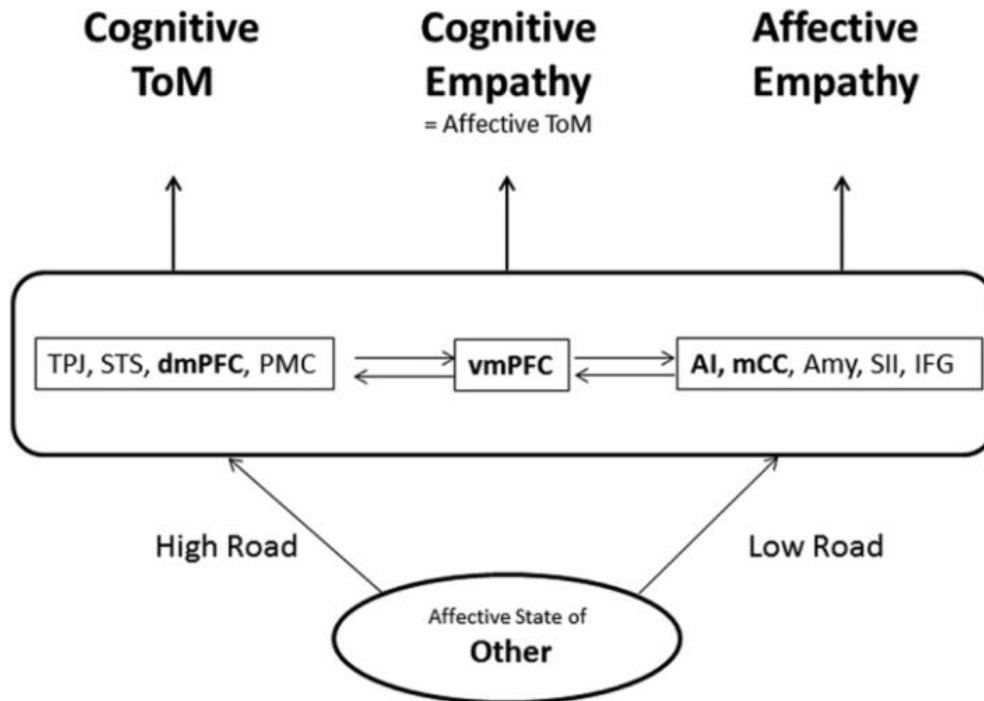 Cognitive
ToM
Cognitive
Empathy
= Affective ToM
Affective
Empathy
TPJ, STS, dmPFC, PMC
vmPFC
AI, mCC, Amy, SII, IFG
High Road
Low Road
Affective State of
Other